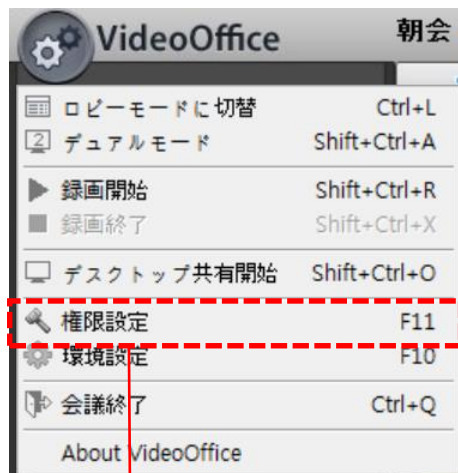 VideoOffice 朝会
ロビーモードに切替 Ctrl+L
2 デュアルモード Shift+Ctrl+A
録画開始 Shift+Ctrl+R
録画終了 Shift+Ctrl+X
デスクトップ共有開始 Shift+Ctrl+O
権限設定 F11
環境設定 F10
会議終了 Ctrl+Q
About VideoOffice